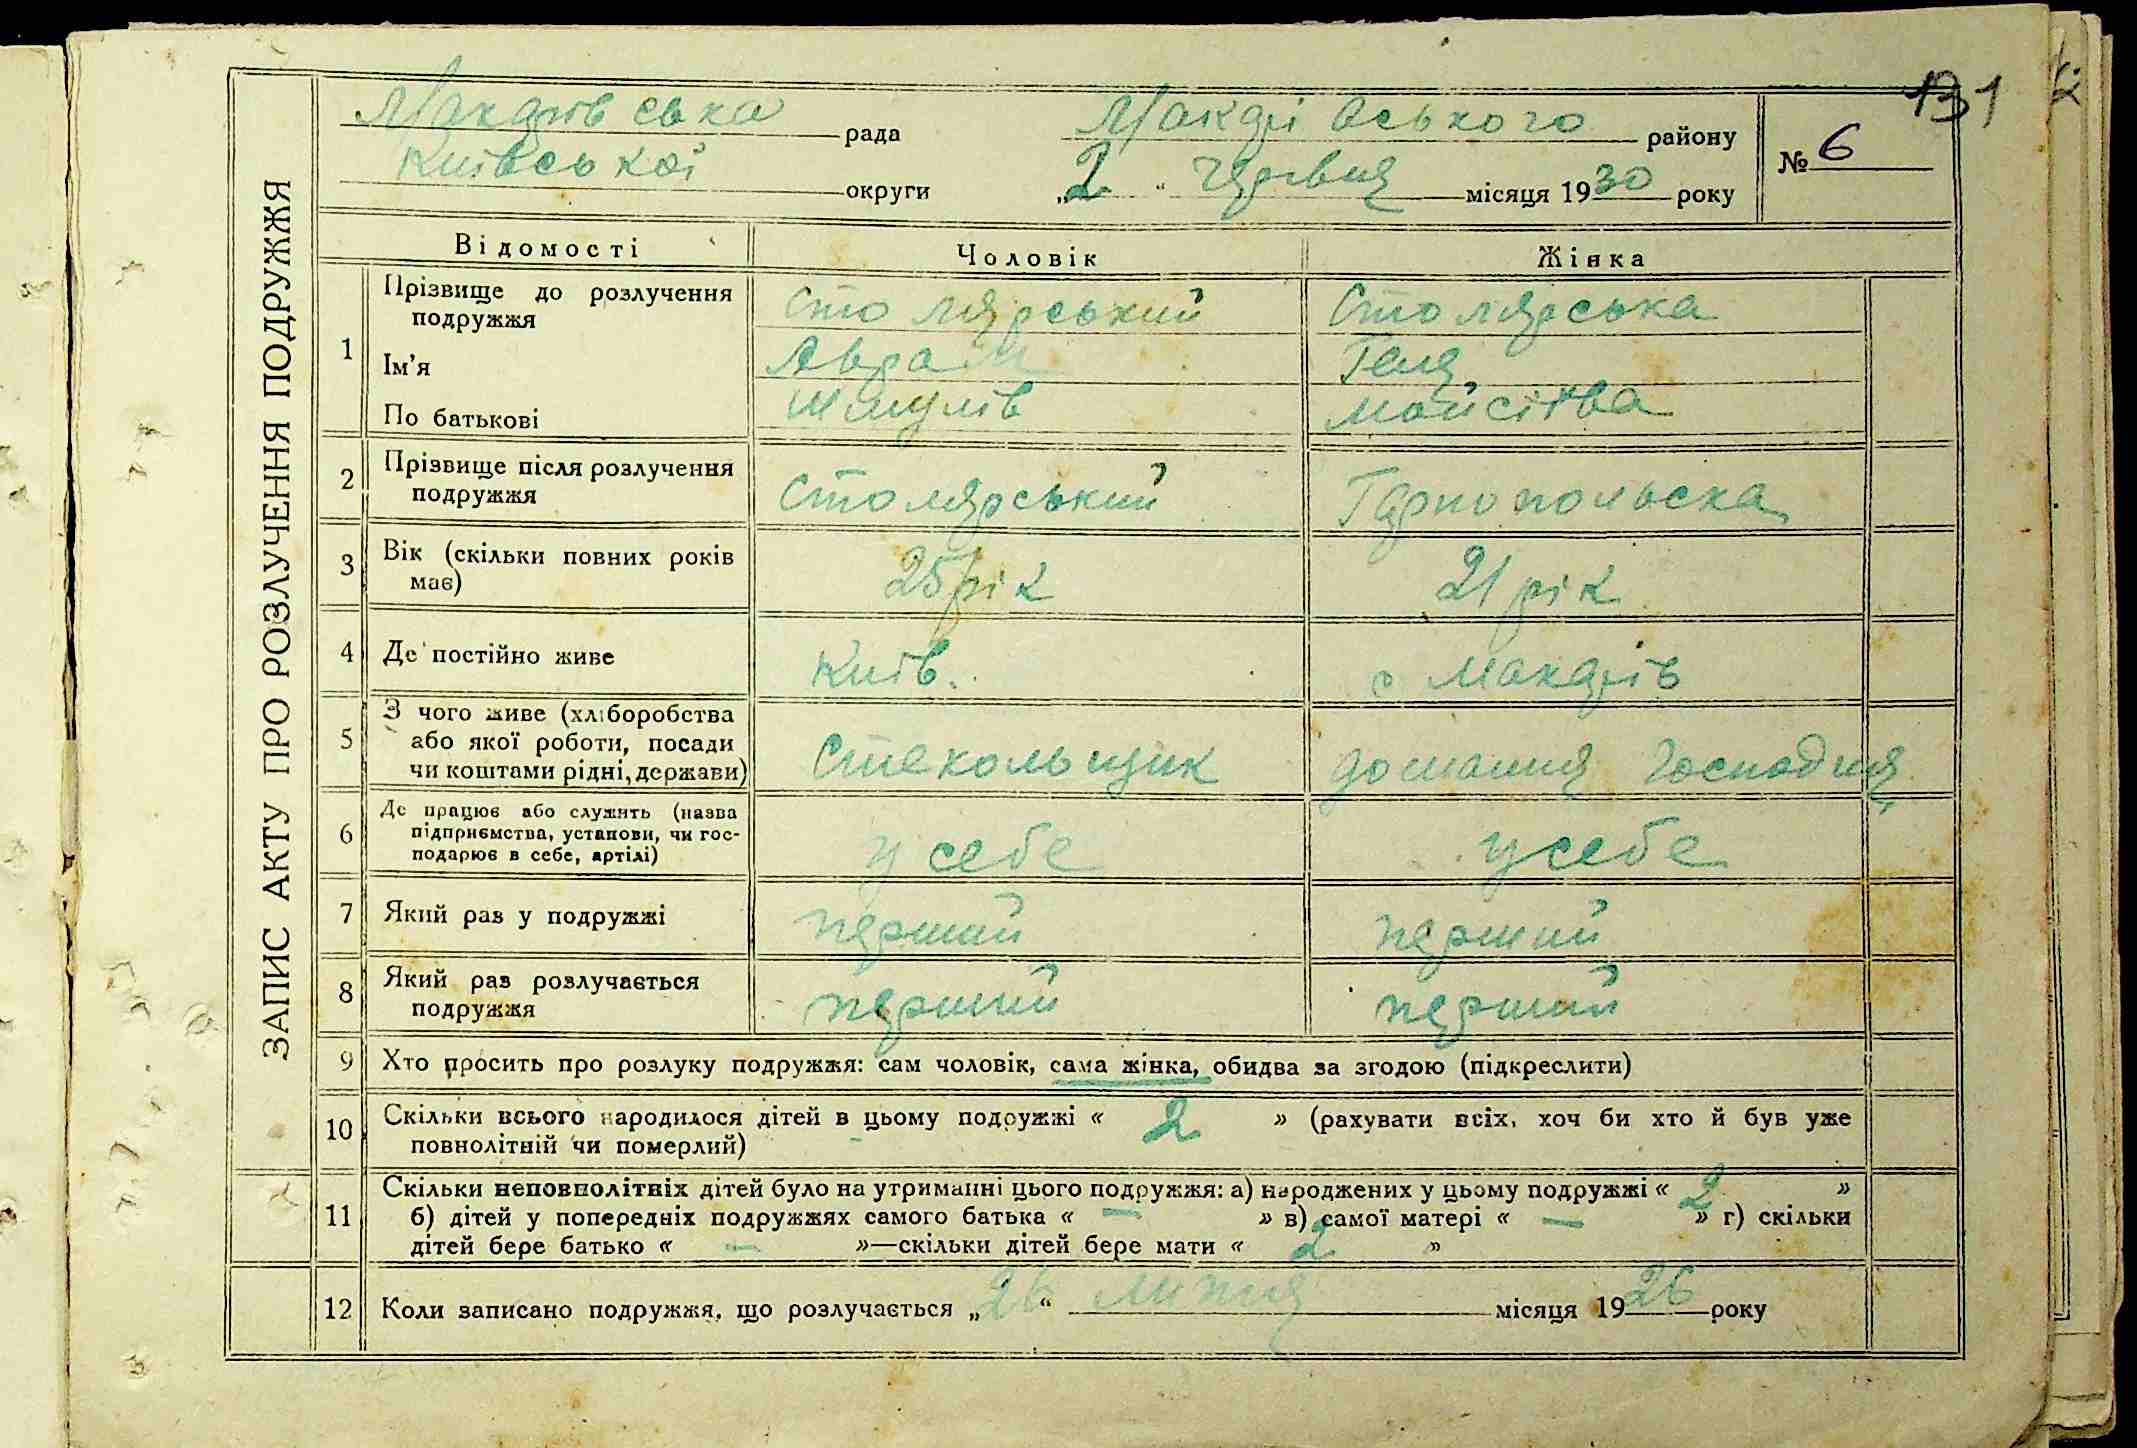 ЗАПИС АКТУ ПРО РОЗЛУЧЕННЯ ПОДРУЖЖЯ
131
Макарівська рада Макарівського району
№ 6
Київської округи „2“ червня місяця 1930 року
Відомості Чоловік Жінка
1 Прізвище до розлучення подружжя Столярський Столярська
Ім’я Аврам Геля
По батькові Шмулів Мойсієва
2 Прізвище після розлучення подружжя Столярський Тарнопольска
3 Вік (скільки повних років має) 25 рік 21 рік
4 Де постійно живе Київ. с Макарів
5 З чого живе (хліборобства або якої роботи, посади чи коштами рідні, держави) Стекольщик домашня господиня
6 Де працює або служить (назва підприємства, установи, чи господарює в себе, артілі) у себе у себе
7 Який раз у подружжі перший перший
8 Який раз розлучається подружжя перший перший
9 Хто просить про розлуку подружжя: сам чоловік, сама жінка, обидва за згодою (підкреслити)
10 Скільки всього народилося дітей в цьому подружжі « 2 » (рахувати всіх, хоч би хто й був уже
повнолітній чи померлий)
11 Скільки неповнолітніх дітей було на утриманні цього подружжя: а) народжених у цьому подружжі « 2 »
б) дітей у попередніх подружжях самого батька « — » в) самої матері « — » г) скільки
дітей бере батько « — »—скільки дітей бере мати « 2 »
12 Коли записано подружжя, що розлучається „26“ липня місяця 1926 року